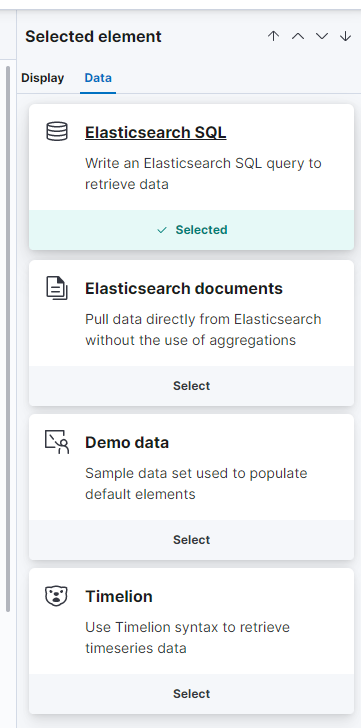 Selected element
Display Data
Elasticsearch SQL
Write an Elasticsearch SQL query to
retrieve data
Selected
Elasticsearch documents
Pull data directly from Elasticsearch
without the use of aggregations
Select
Demo data
Sample data set used to populate
default elements
Select
Timelion
Use Timelion syntax to retrieve
timeseries data
Select